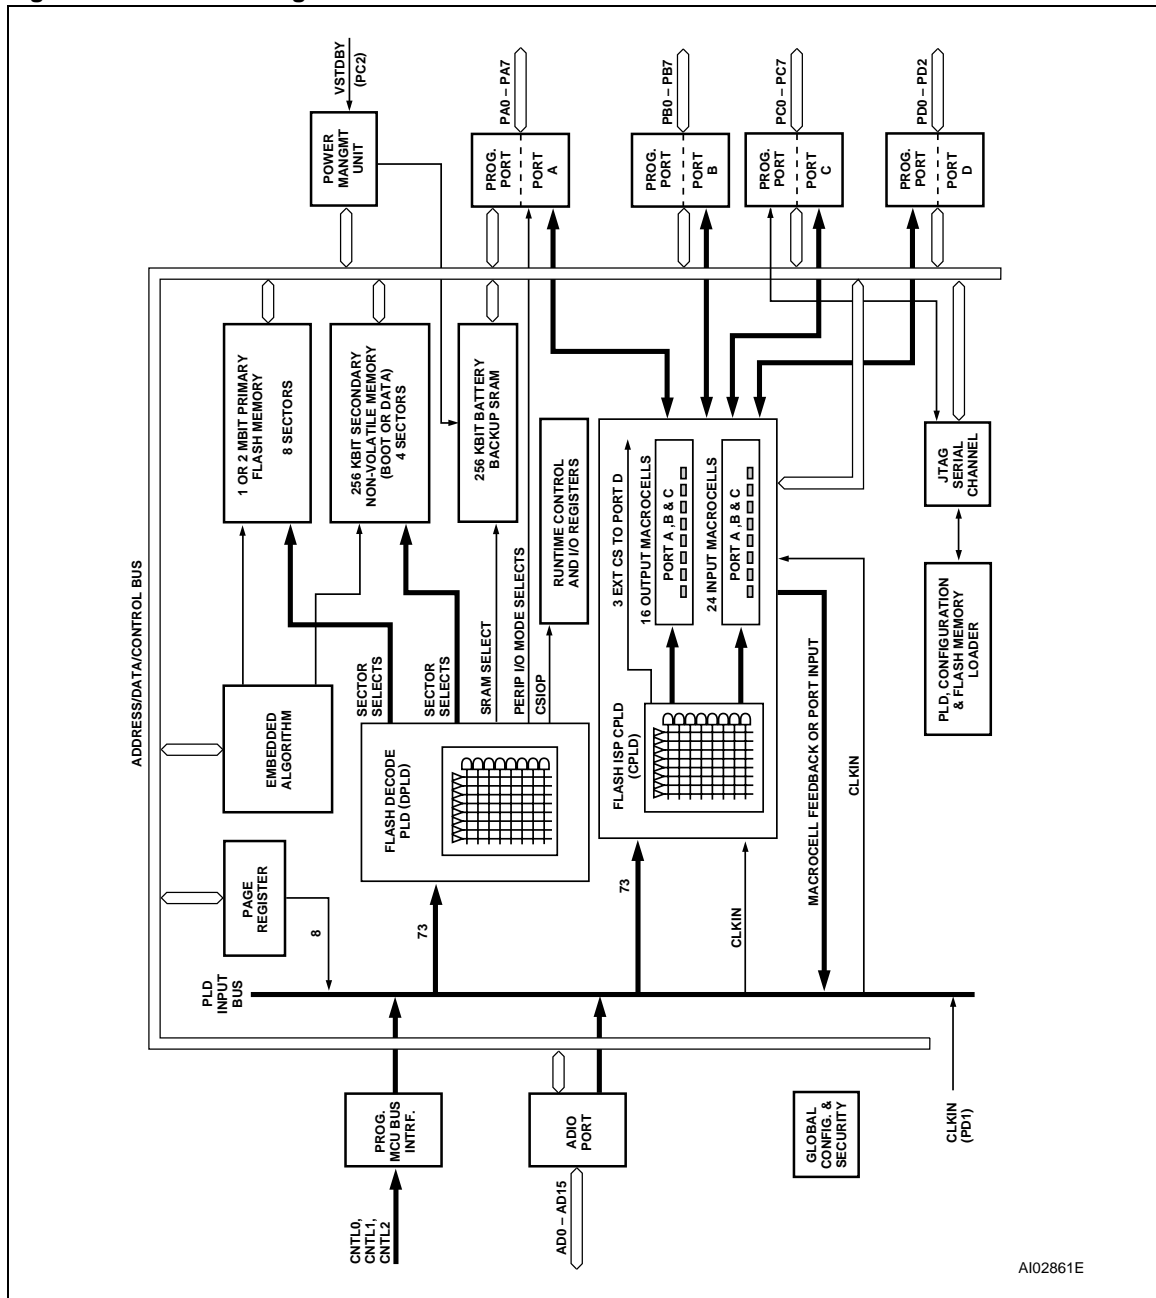 VSTDBY
(PC2)
PA0 – PA7
PB0 – PB7
PC0 – PC7
PD0 – PD2
POWER
MANGMT
UNIT
PROG.
PORT
PORT
A
PROG.
PORT
PORT
B
PROG.
PORT
PORT
C
PROG.
PORT
PORT
D
ADDRESS/DATA/CONTROL BUS
1 OR 2 MBIT PRIMARY
FLASH MEMORY
8 SECTORS
256 KBIT SECONDARY
NON-VOLATILE MEMORY
(BOOT OR DATA)
4 SECTORS
256 KBIT BATTERY
BACKUP SRAM
RUNTIME CONTROL
AND I/O REGISTERS
3 EXT CS TO PORT D
16 OUTPUT MACROCELLS
PORT A ,B & C
24 INPUT MACROCELLS
PORT A ,B & C
JTAG
SERIAL
CHANNEL
EMBEDDED
ALGORITHM
SECTOR
SELECTS
SECTOR
SELECTS
SRAM SELECT
PERIP I/O MODE SELECTS
CSIOP
FLASH DECODE
PLD (DPLD)
FLASH ISP CPLD
(CPLD)
MACROCELL FEEDBACK OR PORT INPUT
CLKIN
PLD, CONFIGURATION
& FLASH MEMORY
LOADER
PAGE
REGISTER
8
73
73
CLKIN
PLD
INPUT
BUS
PROG.
MCU BUS
INTRF.
ADIO
PORT
GLOBAL
CONFIG. &
SECURITY
CLKIN
(PD1)
CNTL0,
CNTL1,
CNTL2
AD0 – AD15
AI02861E